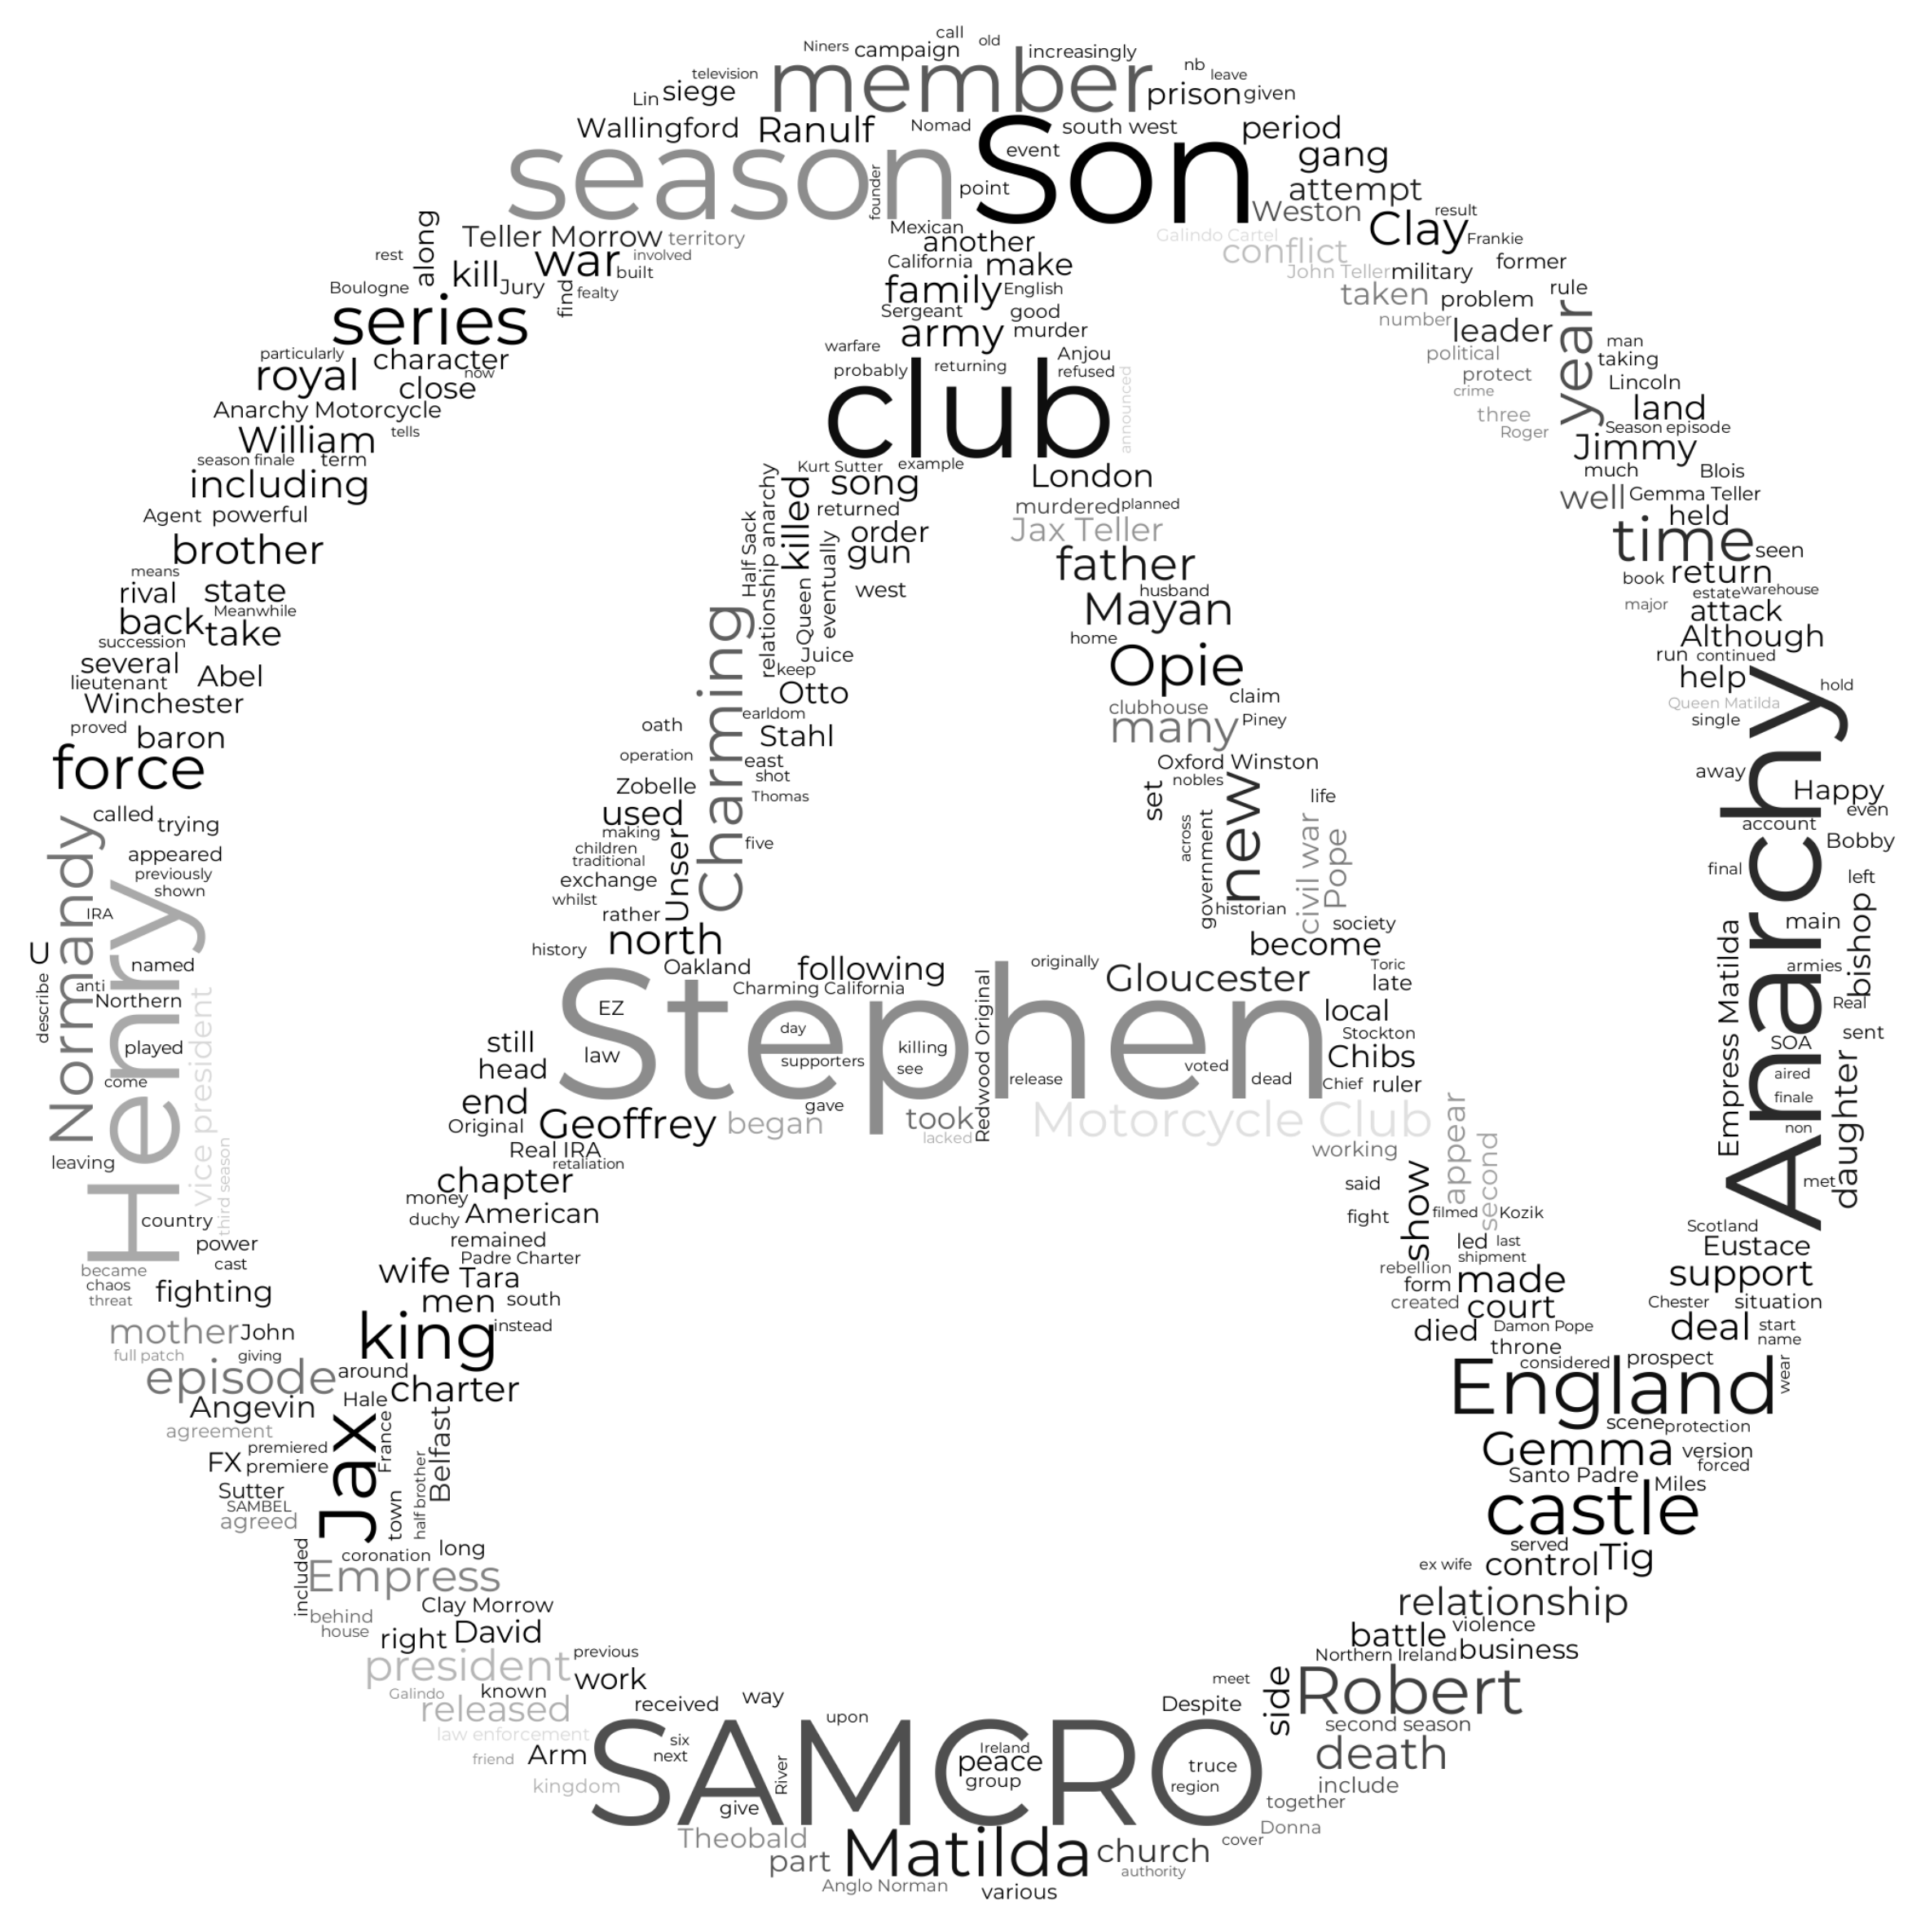 call
old
Niners campaign
increasingly
member
television
nb
leave
Lin siege
prison given
Wallingford Ranulf Nomad
south west
period
season Son
event
gang
founder
point
attempt
Weston
result
along
Teller Morrow territory
Mexican
another
Galindo Cartel
Clay Frankie
rest
war
involved
California make
conflict
former
kill Jury
built
John Teller military
Boulogne
find
fealty
family English
taken problem rule
series
Sergeant
good
number
leader
year
army murder
man
particularly
character
warfare
Anjou
political
taking
royal
now
probably
returning
refused
protect
Lincoln
close
club
announced
crime
Anarchy Motorcycle
three
land
William tells
Roger
Season episode
Jimmy
season finale
term
Kurt Sutter
example
London
much
Blois
including
song
murdered planned
well Gemma Teller
Agent powerful
killed
returned
Jax Teller
held
brother
Half Sack
relationship anarchy
order
gun
father
time seen
means
eventually
book return
rival state
west
husband
estate warehouse
back Meanwhile
Queen
Mayan
major
attack
take
home
Although
succession
Charming
Juice
Opie
run continued
several
keep
help
hold
lieutenant
Abel
Otto
claim
Queen Matilda
Winchester
earldom
clubhouse
single
proved
baron
oath
Stahl
many Piney
force
operation
east
Oxford Winston
away
Zobelle
shot
nobles
Happy
set
new
even
called trying
used
Thomas
life
account
making
across
government
Bobby
Normandy
appeared
children
Unser
five
civil war
Pope
final
left
previously
traditional
Henry
shown
exchange
Anarchy
IRA
whilst
rather
historian
society
bishop
main
U
named
history
north
become
Empress Matilda
armies
anti
Oakland
following
originally
Gloucester
Toric
Real
Northern
Charming California
late
describe
vice president
Stephen
EZ
Redwood Original
local
sent
day
Stockton
SOA
played
still
law
supporters
killing
see
voted
Chibs
come
head
release
dead
Chief ruler
aired
end
gave
finale
daughter
Original
Geoffrey began
took
lacked
Motorcycle Club
appear
non
leaving
Real IRA
retaliation
working
second
third season
chapter
said
show
met
money
country
duchy American
fight
filmed Kozik
Scotland
power
remained
led last
Eustace
became
cast
Padre Charter
rebellion
shipment
chaos
fighting
wife Tara
form made
support
threat
men south
created court
Chester situation
mother John
king instead
died Damon Pope
deal start
full patch
giving
throne
name
episode around
considered prospect
Hale charter
England wear
Angevin
scene protection
agreement
Jax
France
Belfast
Gemma version
FX premiered
forced
premiere
half brother
Santo Padre Miles
Sutter
castle
SAMBEL
town
agreed
served
included
coronation long
ex wife control Tig
Empress
behind
Clay Morrow
relationship
house
right David
battle violence
president previous
Northern Ireland business
work
meet
Robert
Galindo known
received way
Despite
side
released
upon
second season
law enforcement
six
Ireland
death
friend Arm
next
SAMCRO
peace
truce
kingdom
River
group
region
include
give
together
Theobald
Donna
Matilda church cover
part
authority
Anglo Norman
various